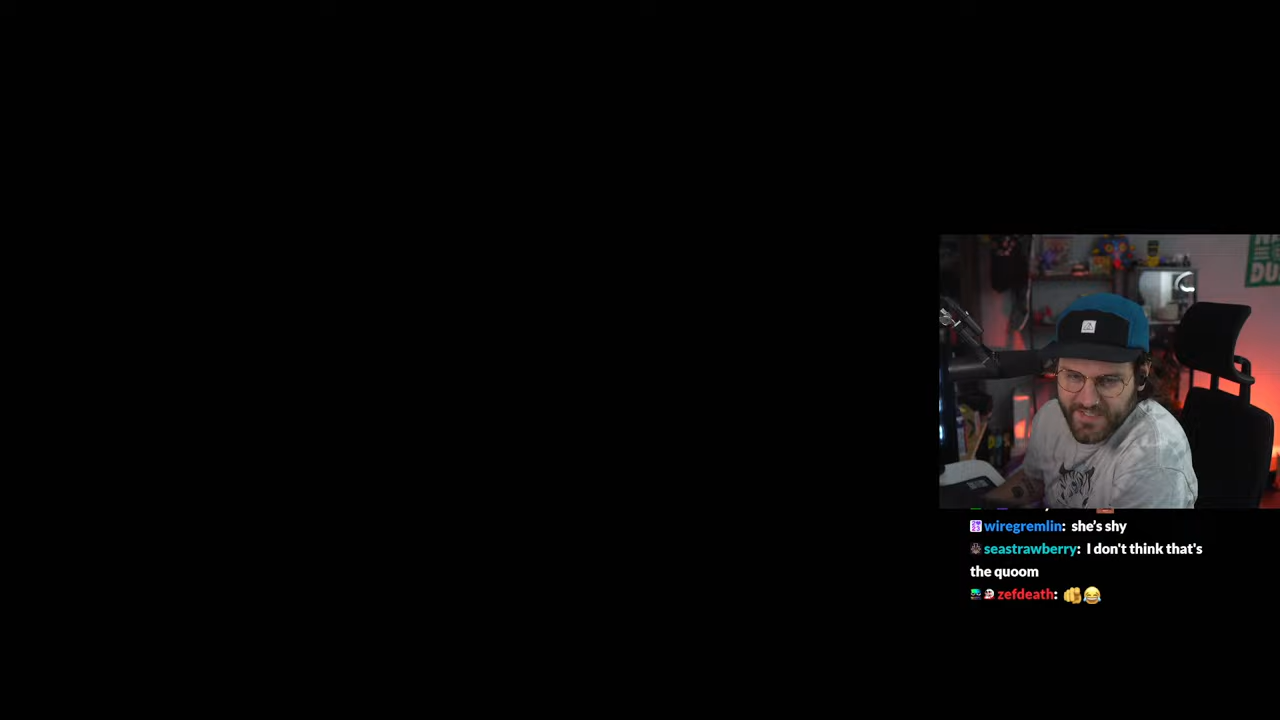 wiregremlin: she's shy
seastrawberry: I don't think that's
the quoom
zefdeath: 🫵😂